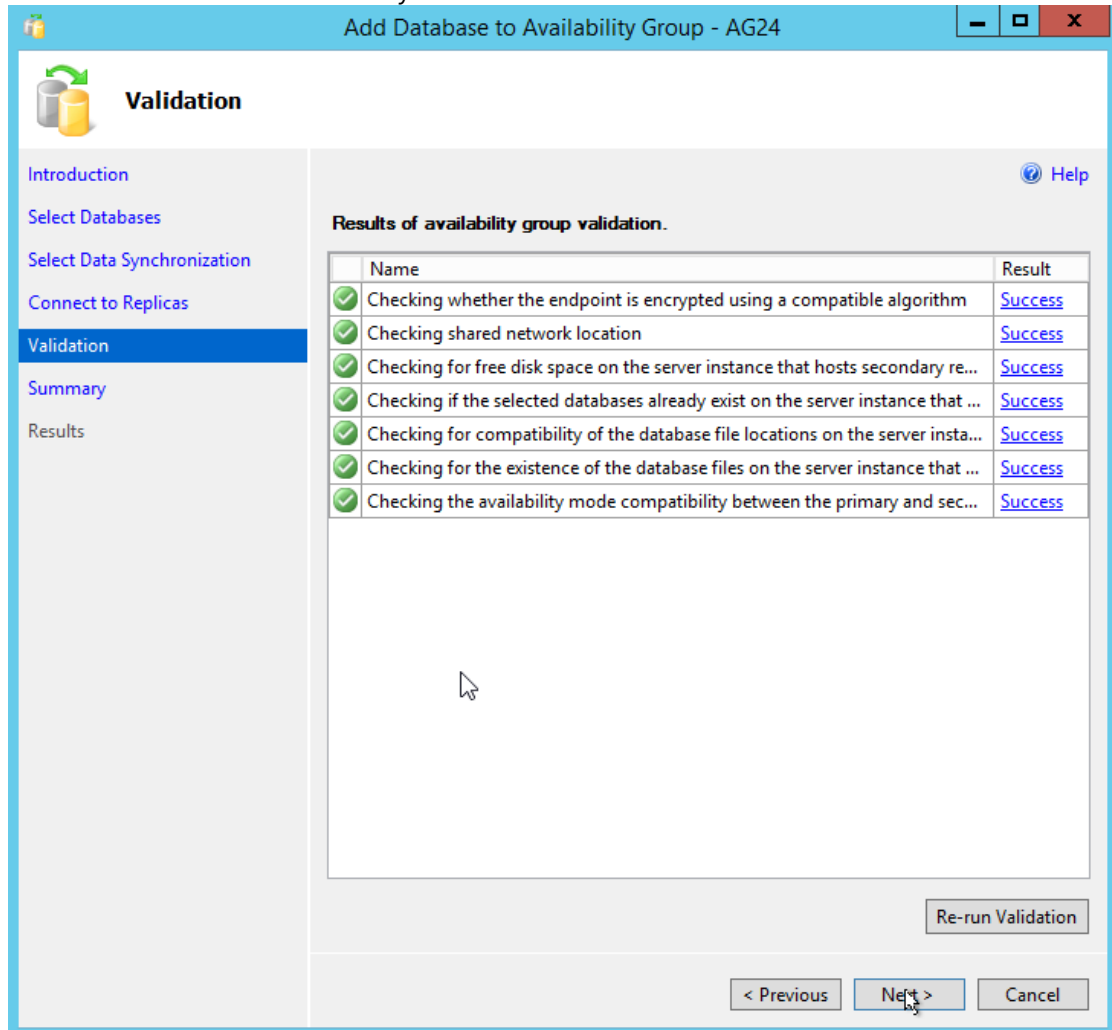 Add Database to Availability Group - AG24
x
Validation
Introduction
Select Databases
Select Data Synchronization
Connect to Replicas
Validation
Summary
Results
Help
Results of availability group validation.
Name Result
Checking whether the endpoint is encrypted using a compatible algorithm Success
Checking shared network location Success
Checking for free disk space on the server instance that hosts secondary re... Success
Checking if the selected databases already exist on the server instance that ... Success
Checking for compatibility of the database file locations on the server insta... Success
Checking for the existence of the database files on the server instance that ... Success
Checking the availability mode compatibility between the primary and sec... Success
Re-run Validation
< Previous Next > Cancel